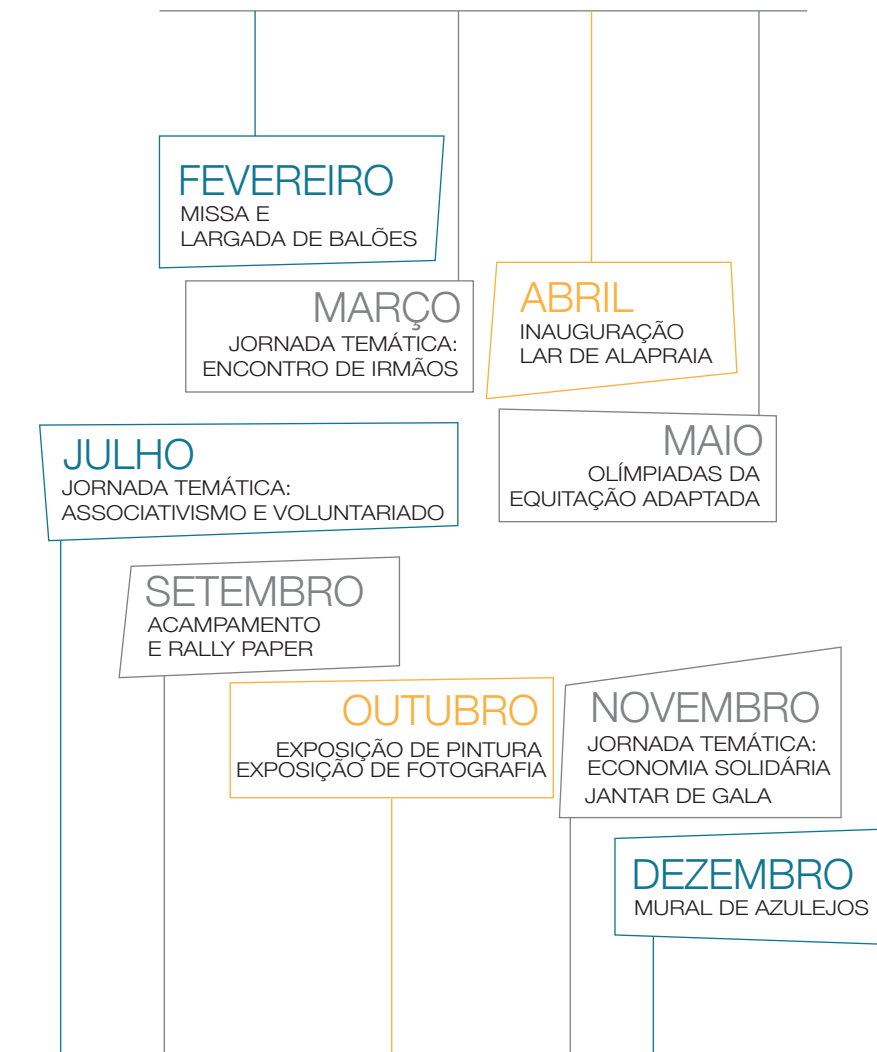 FEVEREIRO
MISSA E
LARGADA DE BALÕES
MARÇO
JORNADA TEMÁTICA:
ENCONTRO DE IRMÃOS
ABRIL
INAUGURAÇÃO
LAR DE ALAPRAIA
MAIO
OLÍMPIADAS DA
EQUITAÇÃO ADAPTADA
JULHO
JORNADA TEMÁTICA:
ASSOCIATIVISMO E VOLUNTARIADO
SETEMBRO
ACAMPAMENTO
E RALLY PAPER
OUTUBRO
EXPOSIÇÃO DE PINTURA
EXPOSIÇÃO DE FOTOGRAFIA
NOVEMBRO
JORNADA TEMÁTICA:
ECONOMIA SOLIDÁRIA
JANTAR DE GALA
DEZEMBRO
MURAL DE AZULEJOS